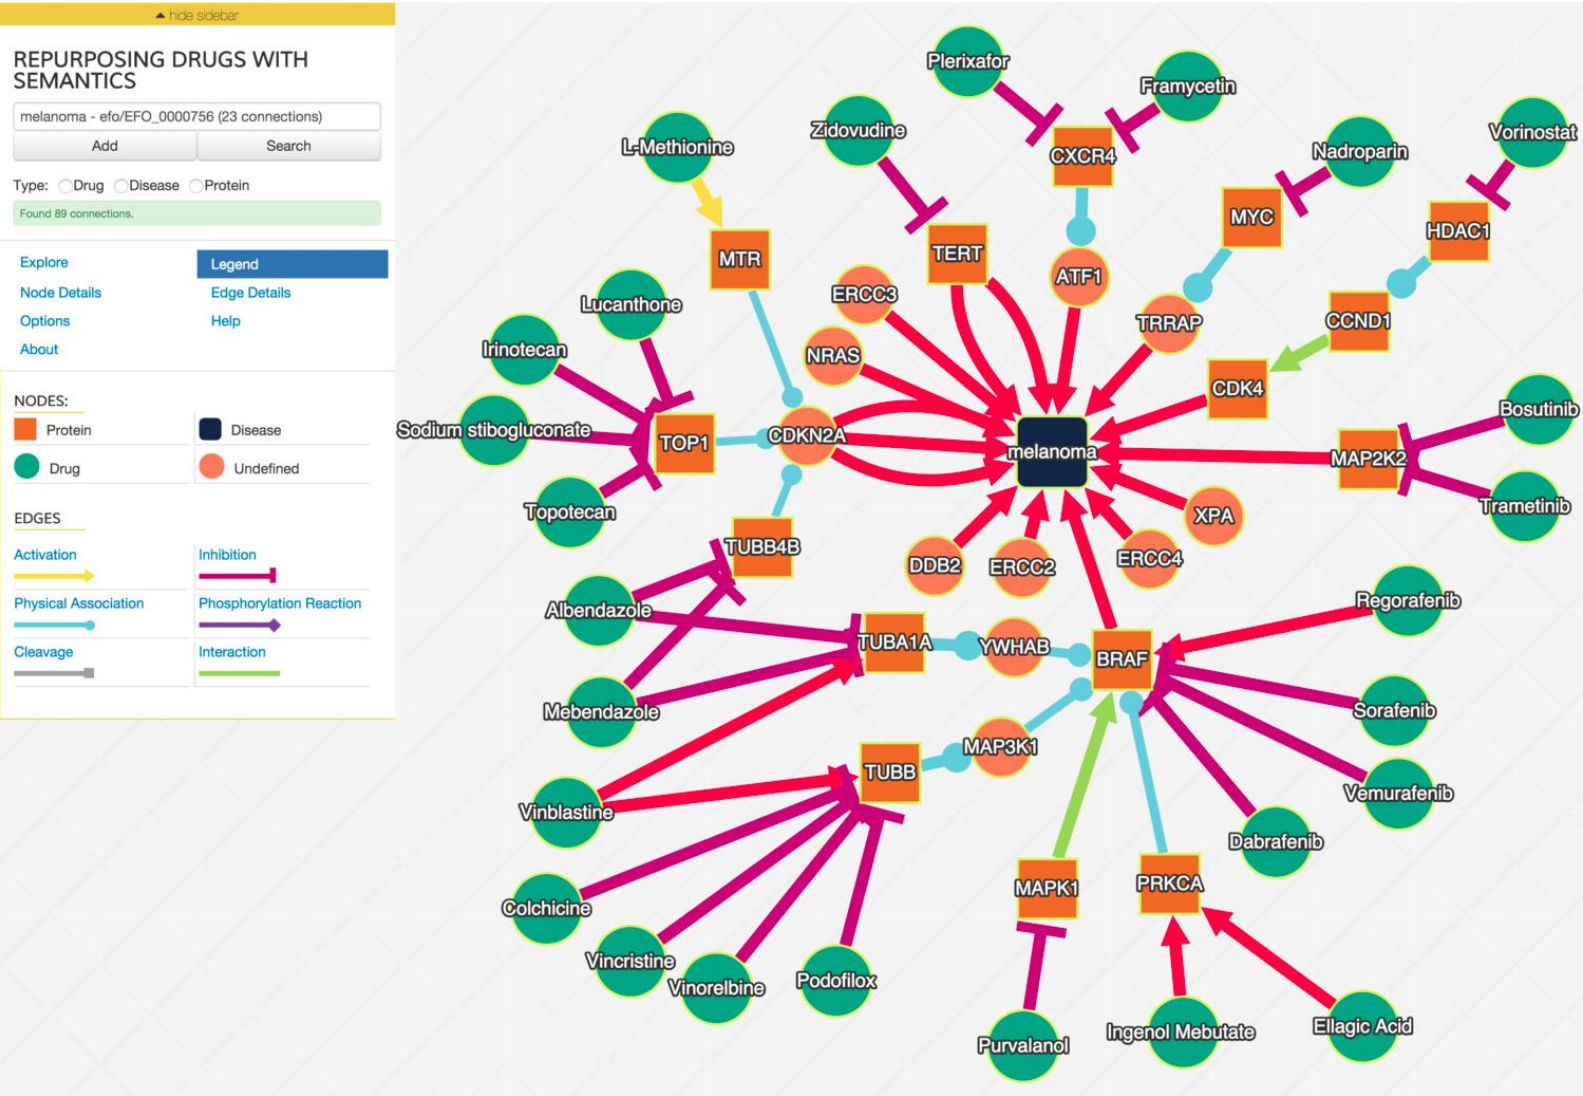 hide sidebar
REPURPOSING DRUGS WITH
SEMANTICS
melanoma - efo/EFO_0000756 (23 connections)
Add
Search
Type: Drug Disease Protein
Found 89 connections.
Explore
Legend
Node Details
Edge Details
Options
Help
About
NODES:
Protein
Disease
Drug
Undefined
EDGES
Activation
Inhibition
Physical Association
Phosphorylation Reaction
Cleavage
Interaction
Plerixafor
Framycetin
Zidovudine
Vorinostat
L-Methionine
Nadroparin
CXCR4
MYC
HDAC1
TERT
MTR
ATF1
ERCC3
Lucanthone
TRRAP
CCND1
Irinotecan
NRAS
CDK4
Bosutinib
Sodium stibogluconate
TOP1
CDKN2A
melanoma
MAP2K2
Topotecan
Trametinib
XPA
TUBB4B
DDB2
ERCC2
ERCC4
Albendazole
Regorafenib
TUBA1A
YWHAB
BRAF
Mebendazole
Sorafenib
MAP3K1
TUBB
Vinblastine
Vemurafenib
Dabrafenib
MAPK1
PRKCA
Colchicine
Vincristine
Vinorelbine
Podofilox
Purvalanol
Ingenol Mebutate
Ellagic Acid